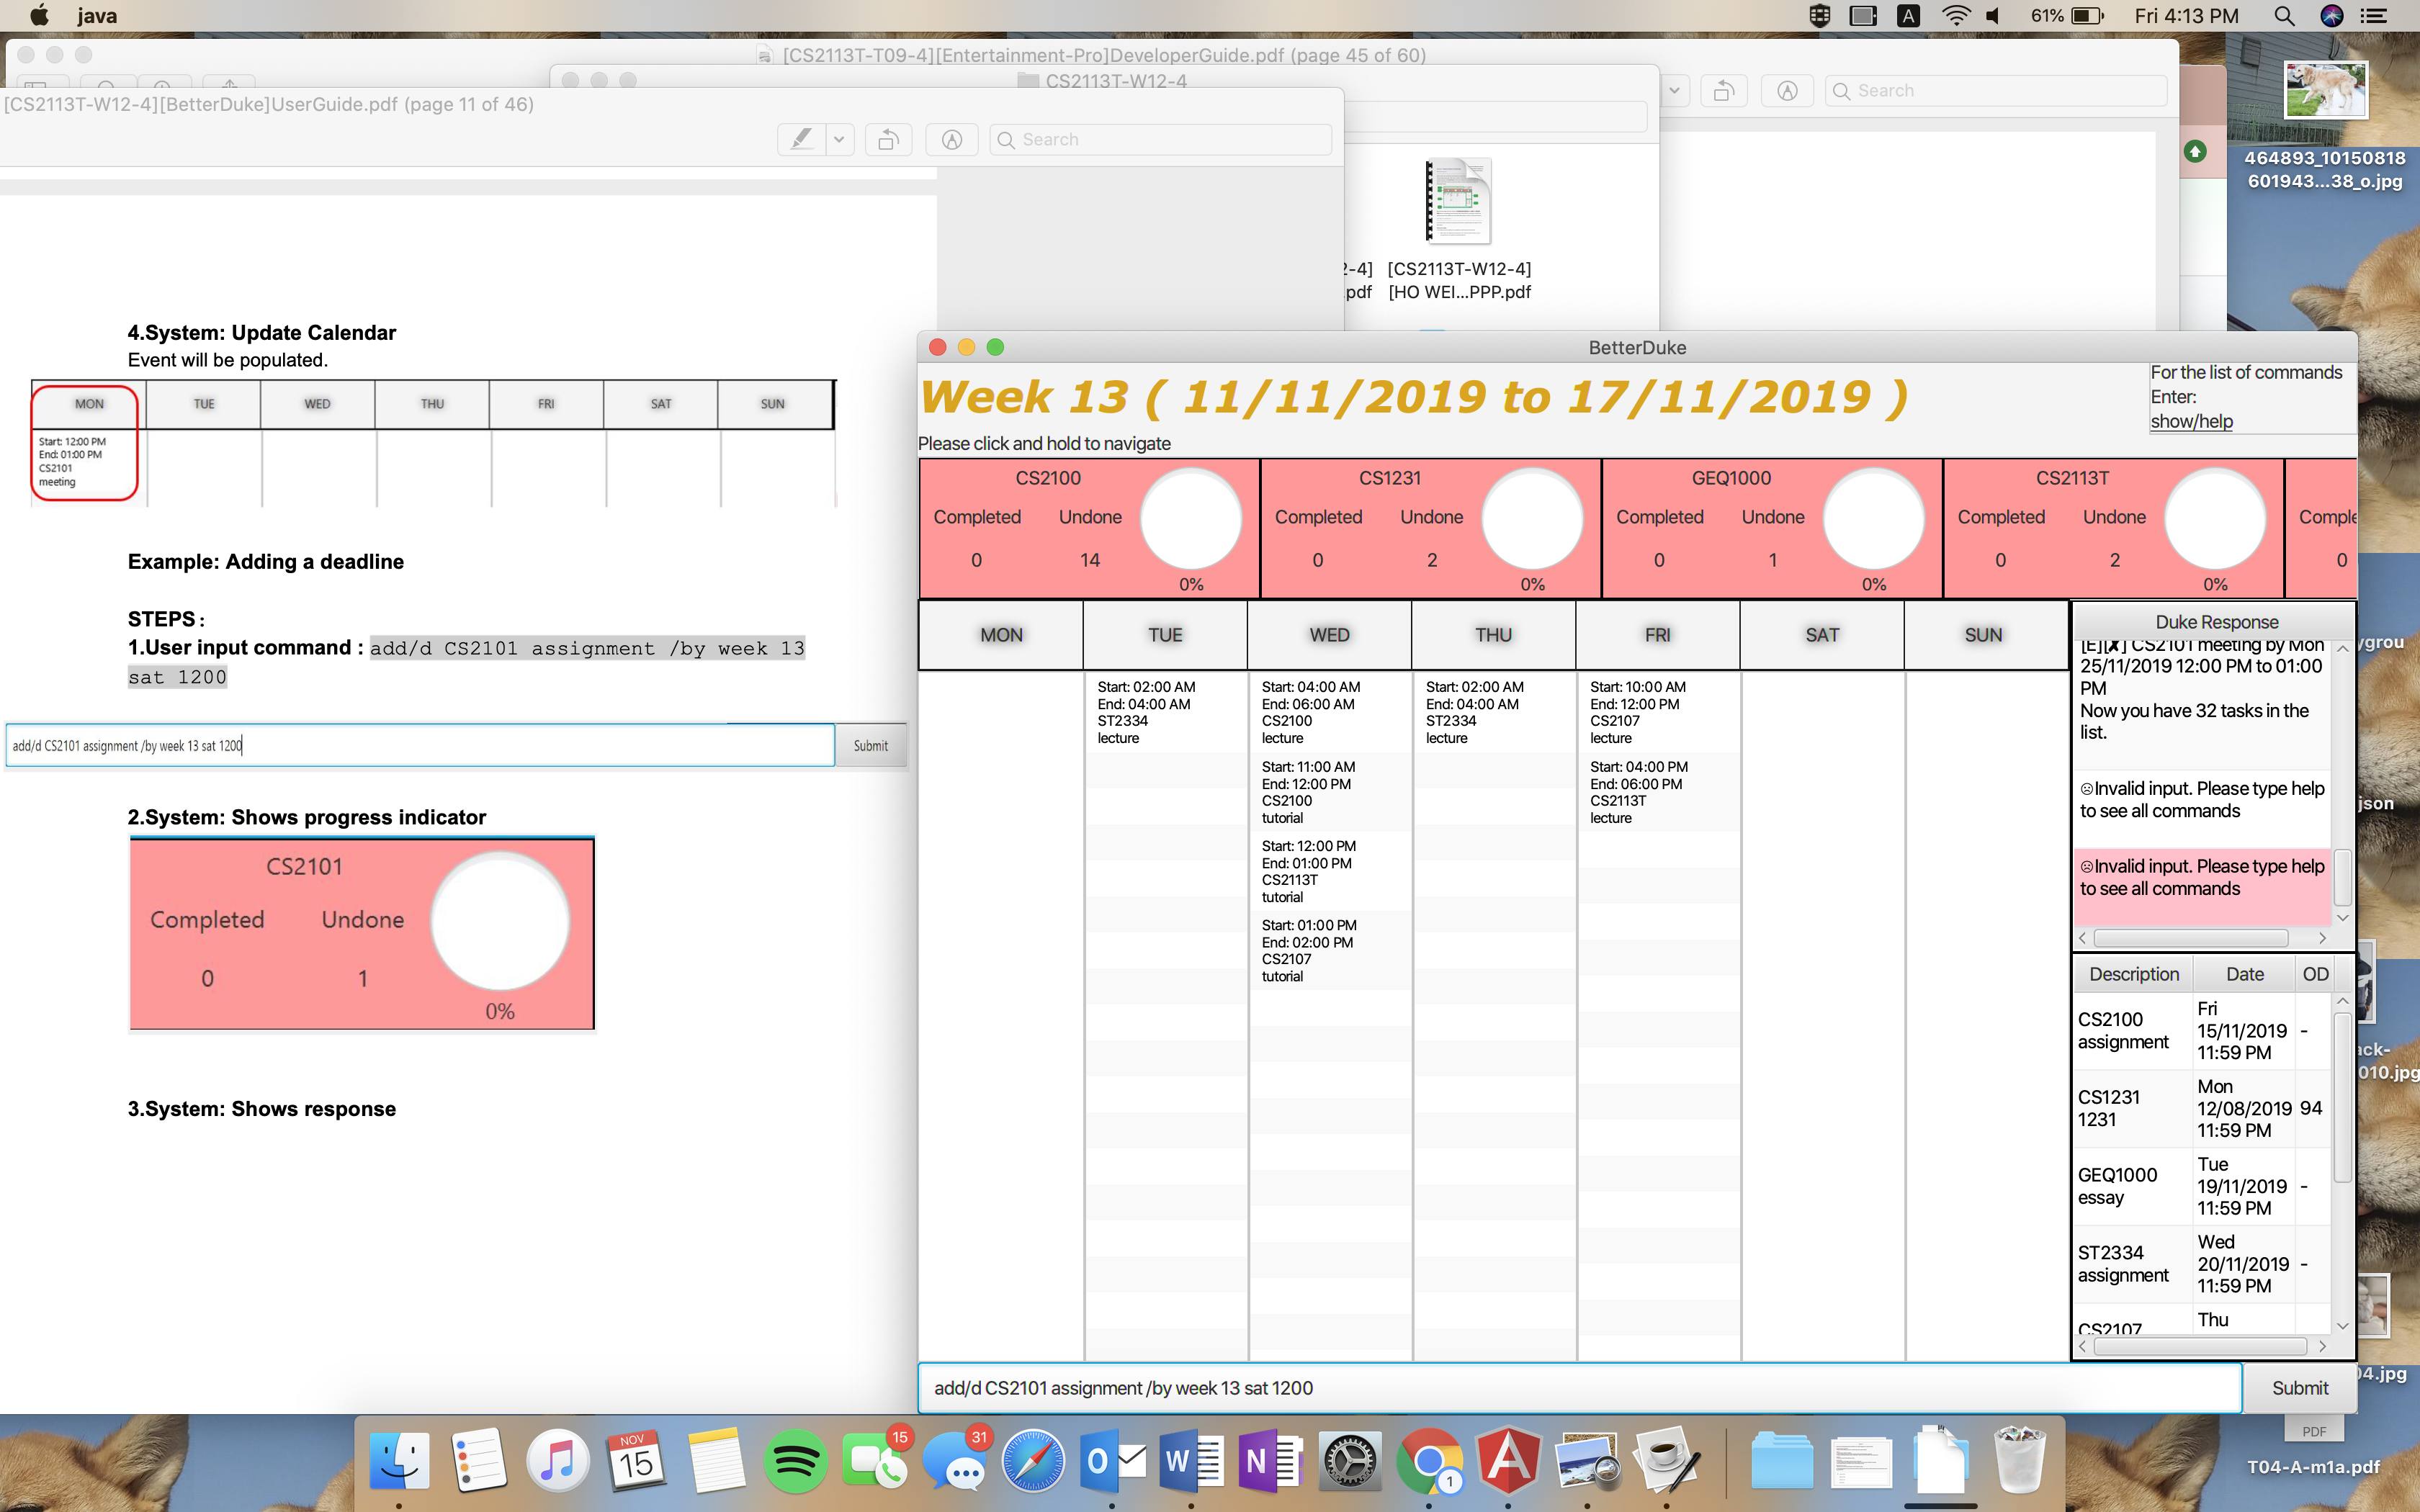 java
61%
Fri 4:13 PM
[CS2113T-T09-4][Entertainment-Pro]DeveloperGuide.pdf (page 45 of 60)
CS2113T-W12-4
Search
[CS2113T-W12-4][BetterDuke]UserGuide.pdf (page 11 of 46)
Search
464893_10150818
601943...38_o.jpg
2-4]
.pdf
[CS2113T-W12-4]
[HO WEI...PPP.pdf
4.System: Update Calendar
Event will be populated.
MON TUE WED THU FRI SAT SUN
Start: 12:00 PM
End: 01:00 PM
CS2101
meeting
Example: Adding a deadline
STEPS :
1.User input command : add/d CS2101 assignment /by week 13
sat 1200
add/d CS2101 assignment /by week 13 sat 1200
Submit
2.System: Shows progress indicator
CS2101
Completed Undone
0 1
0%
3.System: Shows response
BetterDuke
Week 13 ( 11/11/2019 to 17/11/2019 )
For the list of commands
Enter:
show/help
Please click and hold to navigate
CS2100
Completed Undone
0 14
0%
CS1231
Completed Undone
0 2
0%
GEQ1000
Completed Undone
0 1
0%
CS2113T
Completed Undone
0 2
0%
Comple
0
MON TUE WED THU FRI SAT SUN
Start: 02:00 AM
End: 04:00 AM
ST2334
lecture
Start: 04:00 AM
End: 06:00 AM
CS2100
lecture
Start: 11:00 AM
End: 12:00 PM
CS2100
tutorial
Start: 12:00 PM
End: 01:00 PM
CS2113T
tutorial
Start: 01:00 PM
End: 02:00 PM
CS2107
tutorial
Start: 02:00 AM
End: 04:00 AM
ST2334
lecture
Start: 10:00 AM
End: 12:00 PM
CS2107
lecture
Start: 04:00 PM
End: 06:00 PM
CS2113T
lecture
Duke Response
[E][✗] CS2101 meeting by Mon
25/11/2019 12:00 PM to 01:00
PM
Now you have 32 tasks in the
list.
☹Invalid input. Please type help
to see all commands
☹Invalid input. Please type help
to see all commands
Description Date OD
CS2100
assignment
Fri
15/11/2019
11:59 PM
-
CS1231
1231
Mon
12/08/2019
11:59 PM
94
GEQ1000
essay
Tue
19/11/2019
11:59 PM
-
ST2334
assignment
Wed
20/11/2019
11:59 PM
-
CS2107
Thu
add/d CS2101 assignment /by week 13 sat 1200
Submit
ygrou
json
ack-
010.jpg
04.jpg
PDF
T04-A-m1a.pdf
NOV
15
15
31
1